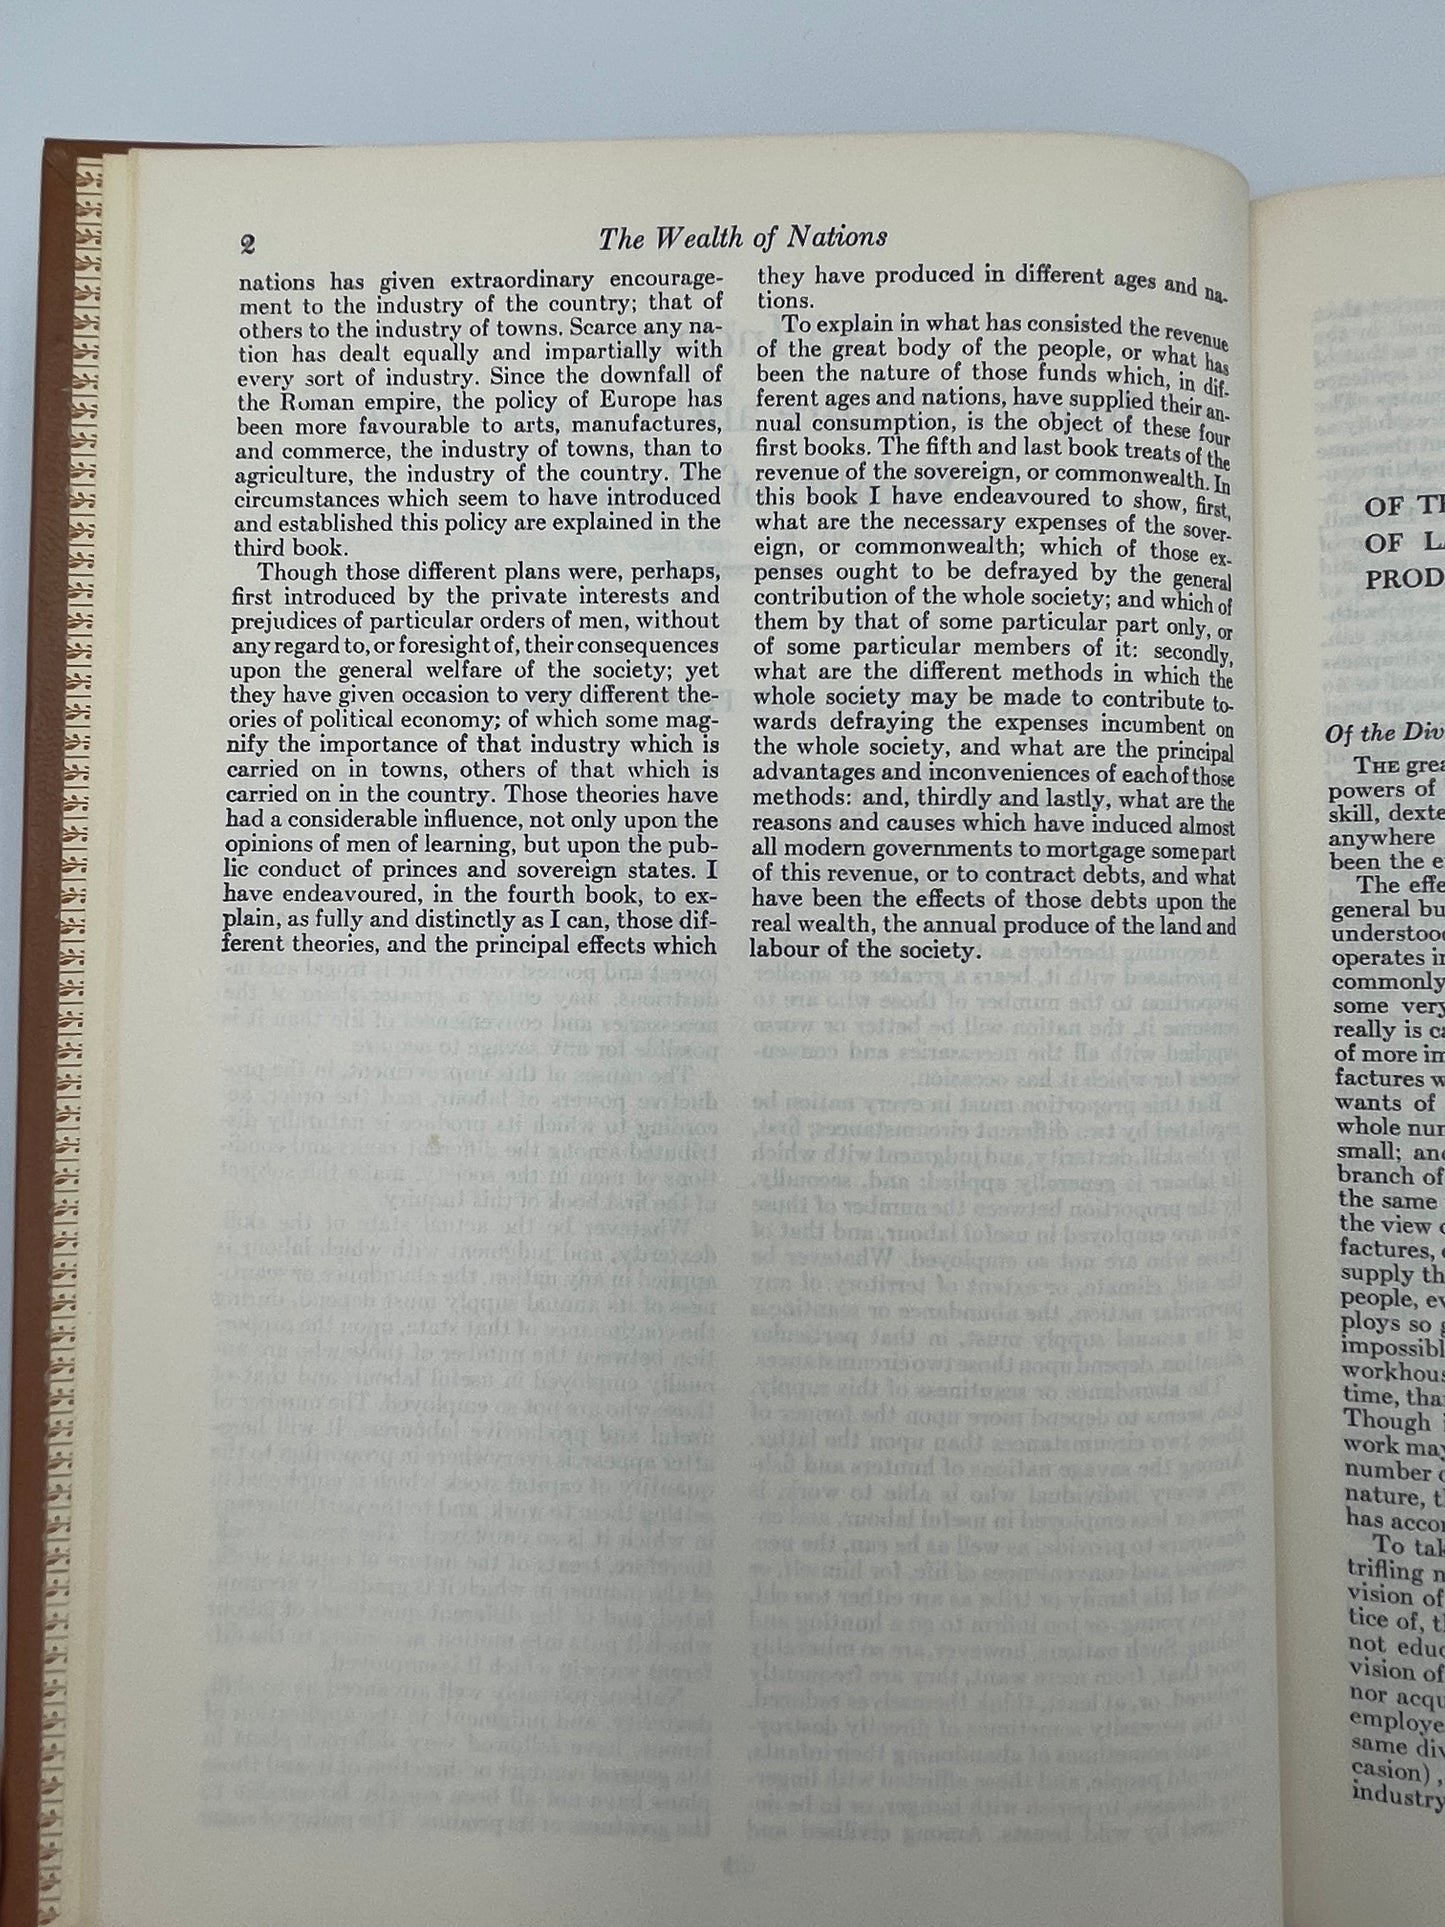 2
The Wealth of Nations
nations has given extraordinary encourage-
ment to the industry of the country; that of
others to the industry of towns. Scarce any na-
tion has dealt equally and impartially with
every sort of industry. Since the downfall of
the Roman empire, the policy of Europe has
been more favourable to arts, manufactures,
and commerce, the industry of towns, than to
agriculture, the industry of the country. The
circumstances which seem to have introduced
and established this policy are explained in the
third book.
Though those different plans were, perhaps,
first introduced by the private interests and
prejudices of particular orders of men, without
any regard to, or foresight of, their consequences
upon the general welfare of the society; yet
they have given occasion to very different the-
ories of political economy; of which some mag-
nify the importance of that industry which is
carried on in towns, others of that which is
carried on in the country. Those theories have
had a considerable influence, not only upon the
opinions of men of learning, but upon the pub-
lic conduct of princes and sovereign states. I
have endeavoured, in the fourth book, to ex-
plain, as fully and distinctly as I can, those dif-
ferent theories, and the principal effects which
they have produced in different ages and na-
tions.
To explain in what has consisted the revenue
of the great body of the people, or what has
been the nature of those funds which, in dif-
ferent ages and nations, have supplied their an-
nual consumption, is the object of these four
first books. The fifth and last book treats of the
revenue of the sovereign, or commonwealth. In
this book I have endeavoured to show, first,
what are the necessary expenses of the sover-
eign, or commonwealth; which of those ex-
penses ought to be defrayed by the general
contribution of the whole society; and which of
them by that of some particular part only, or
of some particular members of it: secondly,
what are the different methods in which the
whole society may be made to contribute to-
wards defraying the expenses incumbent on
the whole society, and what are the principal
advantages and inconveniences of each of those
methods: and, thirdly and lastly, what are the
reasons and causes which have induced almost
all modern governments to mortgage some part
of this revenue, or to contract debts, and what
have been the effects of those debts upon the
real wealth, the annual produce of the land and
labour of the society.
OF
OF
PROD
Of the Div
THE grea
powers of
skill, dexte
anywhere
been the e
The effe
general bu
understood
operates in
commonly
some very
really is ca
of more im
factures w
wants of
whole num
small; and
branch of
the same
the view
factures,
supply th
people, ev
ploys so
impossibl
workhous
time, tha
Though
work may
number
nature, t
has accor
To tak
trifling
vision of
tice of, t
not educ
vision of
nor acqu
employe
same div
casion),
industry